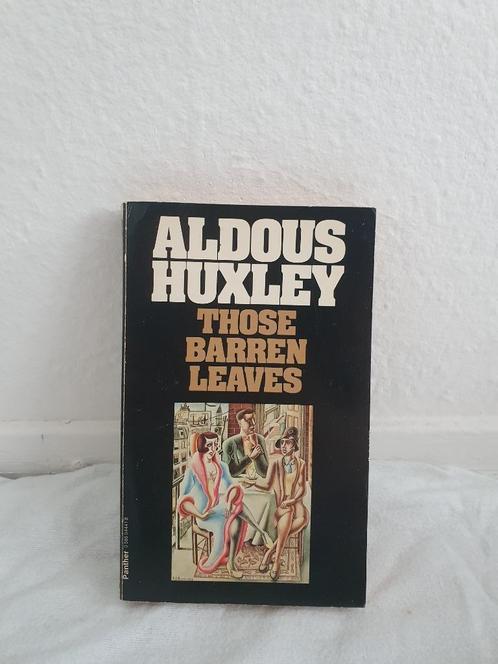 ALDOUS
HUXLEY
THOSE
BARREN
LEAVES
Panther